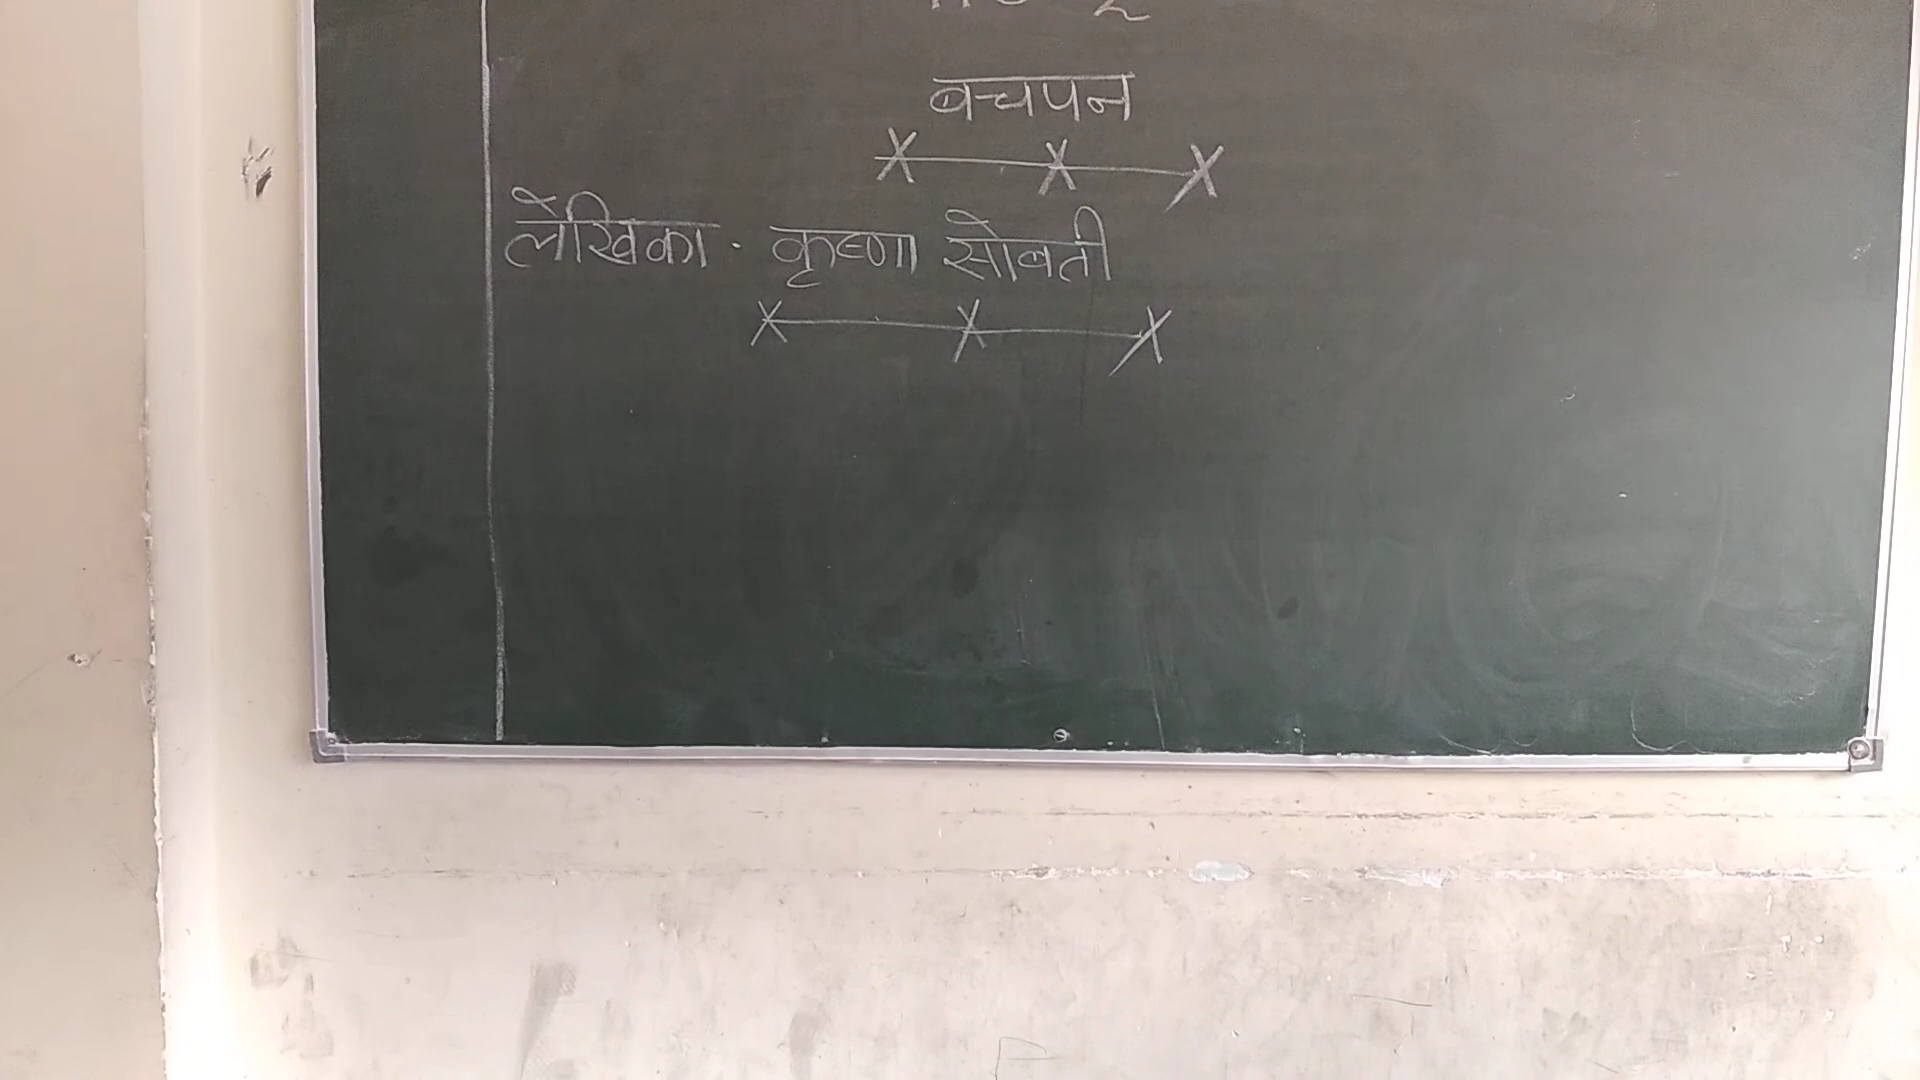 बचपन
लेखिका . कृष्णा सोबती